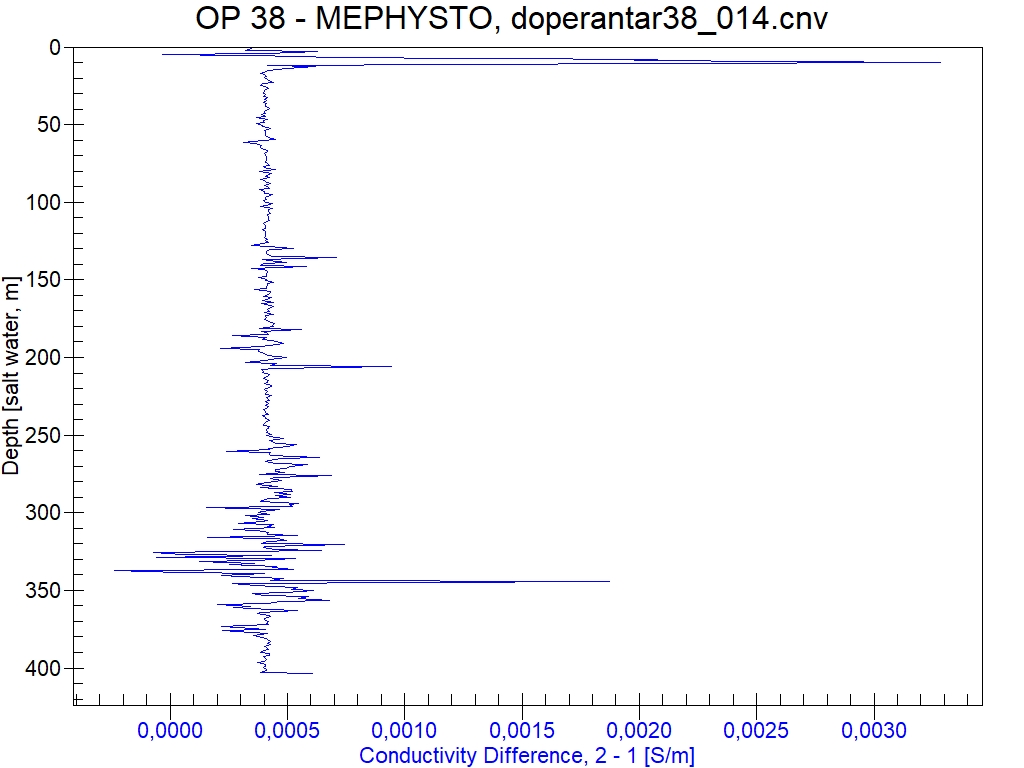 OP 38 - MEPHYSTO, doperantar38_014.cnv
0
50
100
150
200
250
300
350
400
Depth [salt water, m]
0,0000 0,0005 0,0010 0,0015 0,0020 0,0025 0,0030
Conductivity Difference, 2 - 1 [S/m]